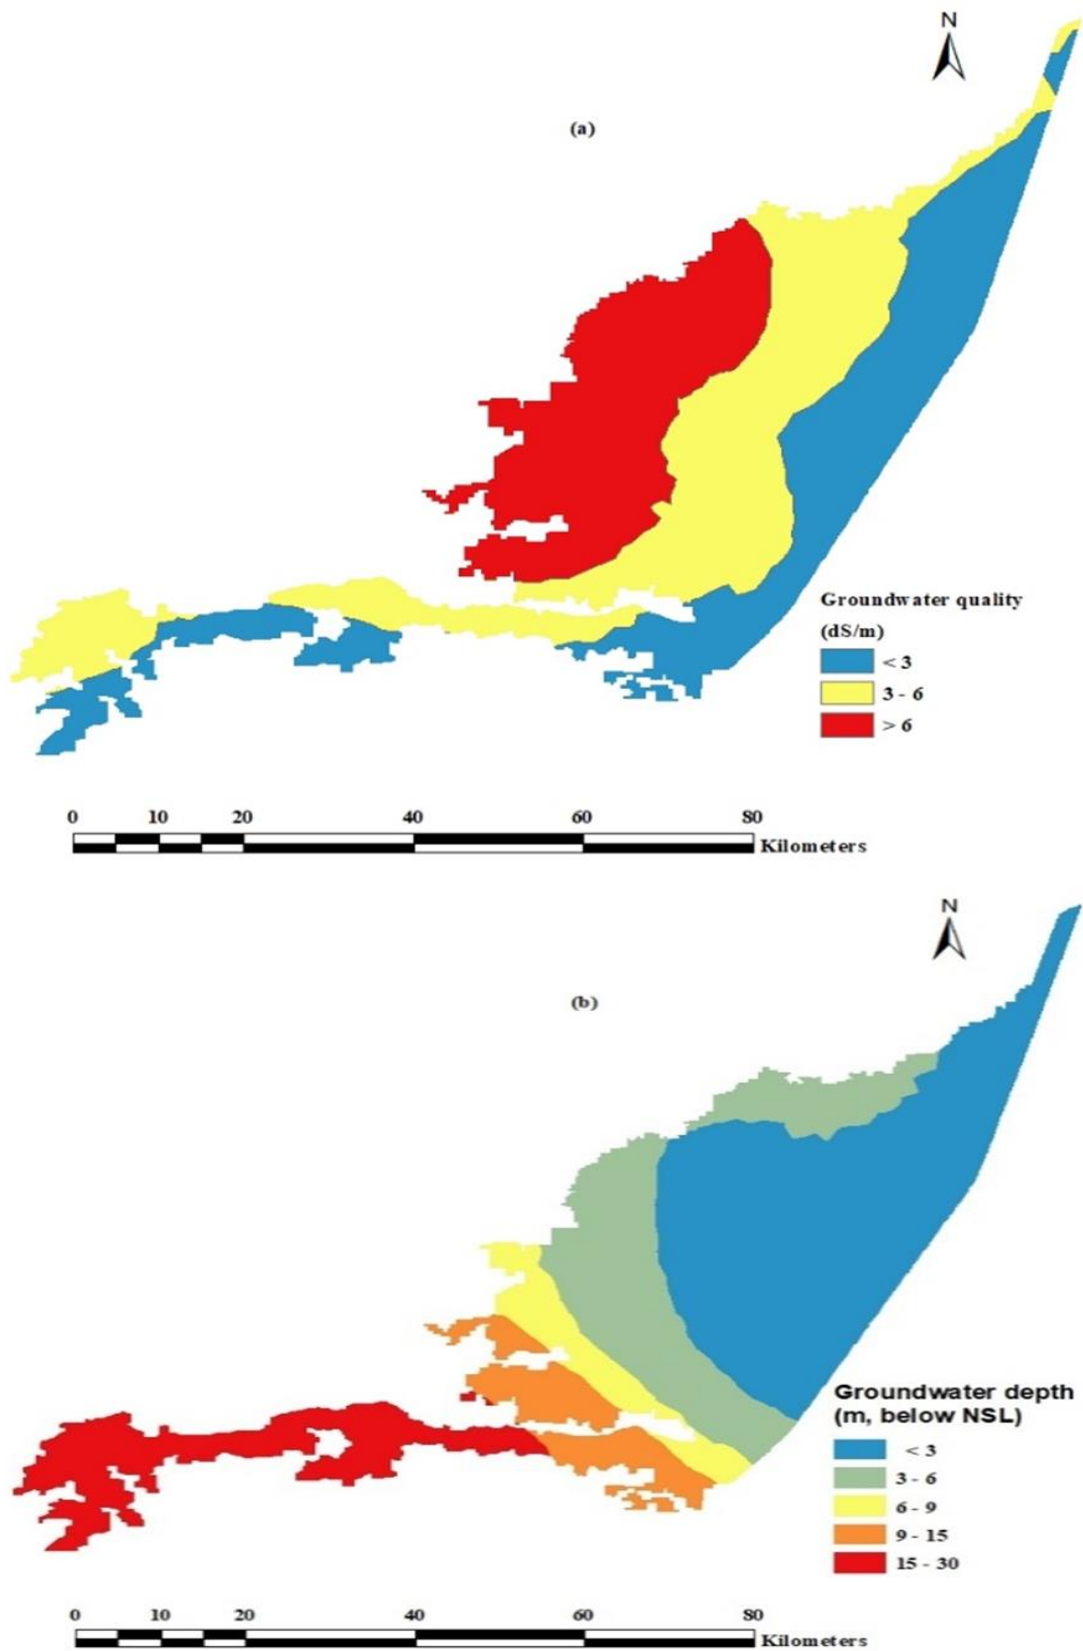 N
(a)
Groundwater quality
(dS/m)
< 3
3 - 6
> 6
0 10 20 40 60 80
Kilometers
N
(b)
Groundwater depth
(m, below NSL)
< 3
3 - 6
6 - 9
9 - 15
15 - 30
0 10 20 40 60 80
Kilometers